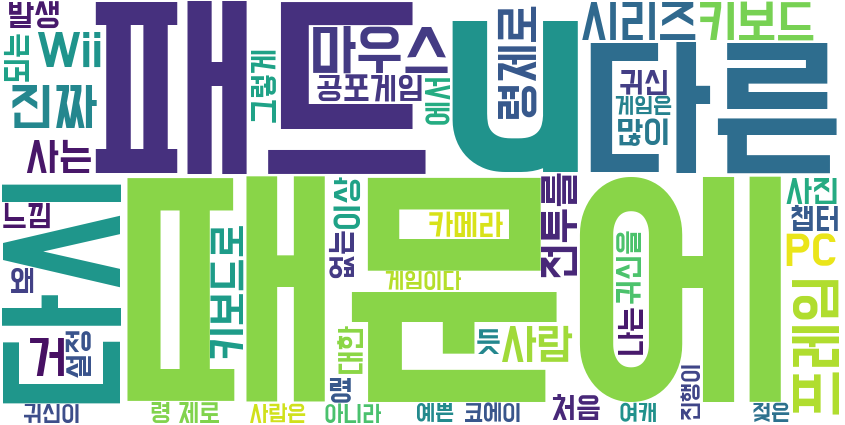 발생
Wii
되는
진짜
사는
패드
그렇게
마우스
공포게임
에서
u
령제로
시리즈
키보드
다른
귀신
게임은
많이
선
느낌
왜
거
설정
때문에
키보드로
없는
이상
카메라
게임이다
전투를
귀신을
나는
대한
렵
듯
사람
사진
챕터
PC
프레임
진행이
귀신이
령 제로
사람은
아니라
예쁜
코에이
처음
여캐
젖은